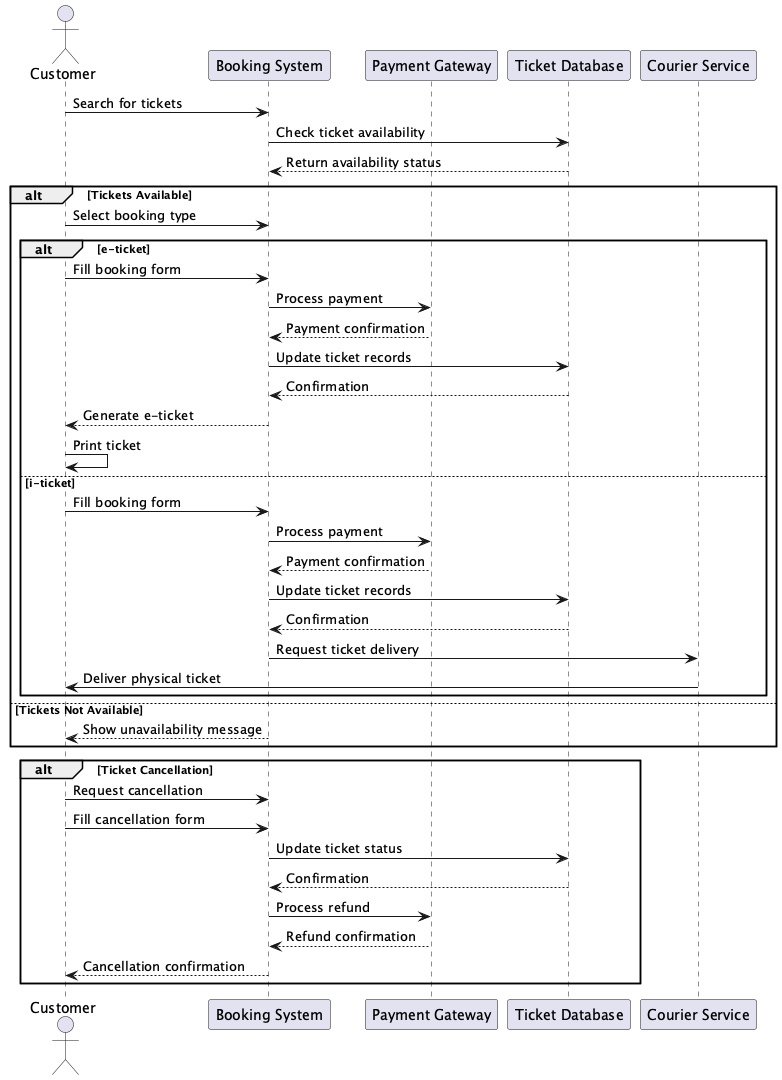 Customer
Booking System
Payment Gateway
Ticket Database
Courier Service
Search for tickets
Check ticket availability
Return availability status
alt
[Tickets Available]
Select booking type
alt
[e-ticket]
Fill booking form
Process payment
Payment confirmation
Update ticket records
Confirmation
Generate e-ticket
Print ticket
[i-ticket]
Fill booking form
Process payment
Payment confirmation
Update ticket records
Confirmation
Request ticket delivery
Deliver physical ticket
[Tickets Not Available]
Show unavailability message
alt
[Ticket Cancellation]
Request cancellation
Fill cancellation form
Update ticket status
Confirmation
Process refund
Refund confirmation
Cancellation confirmation
Customer
Booking System
Payment Gateway
Ticket Database
Courier Service